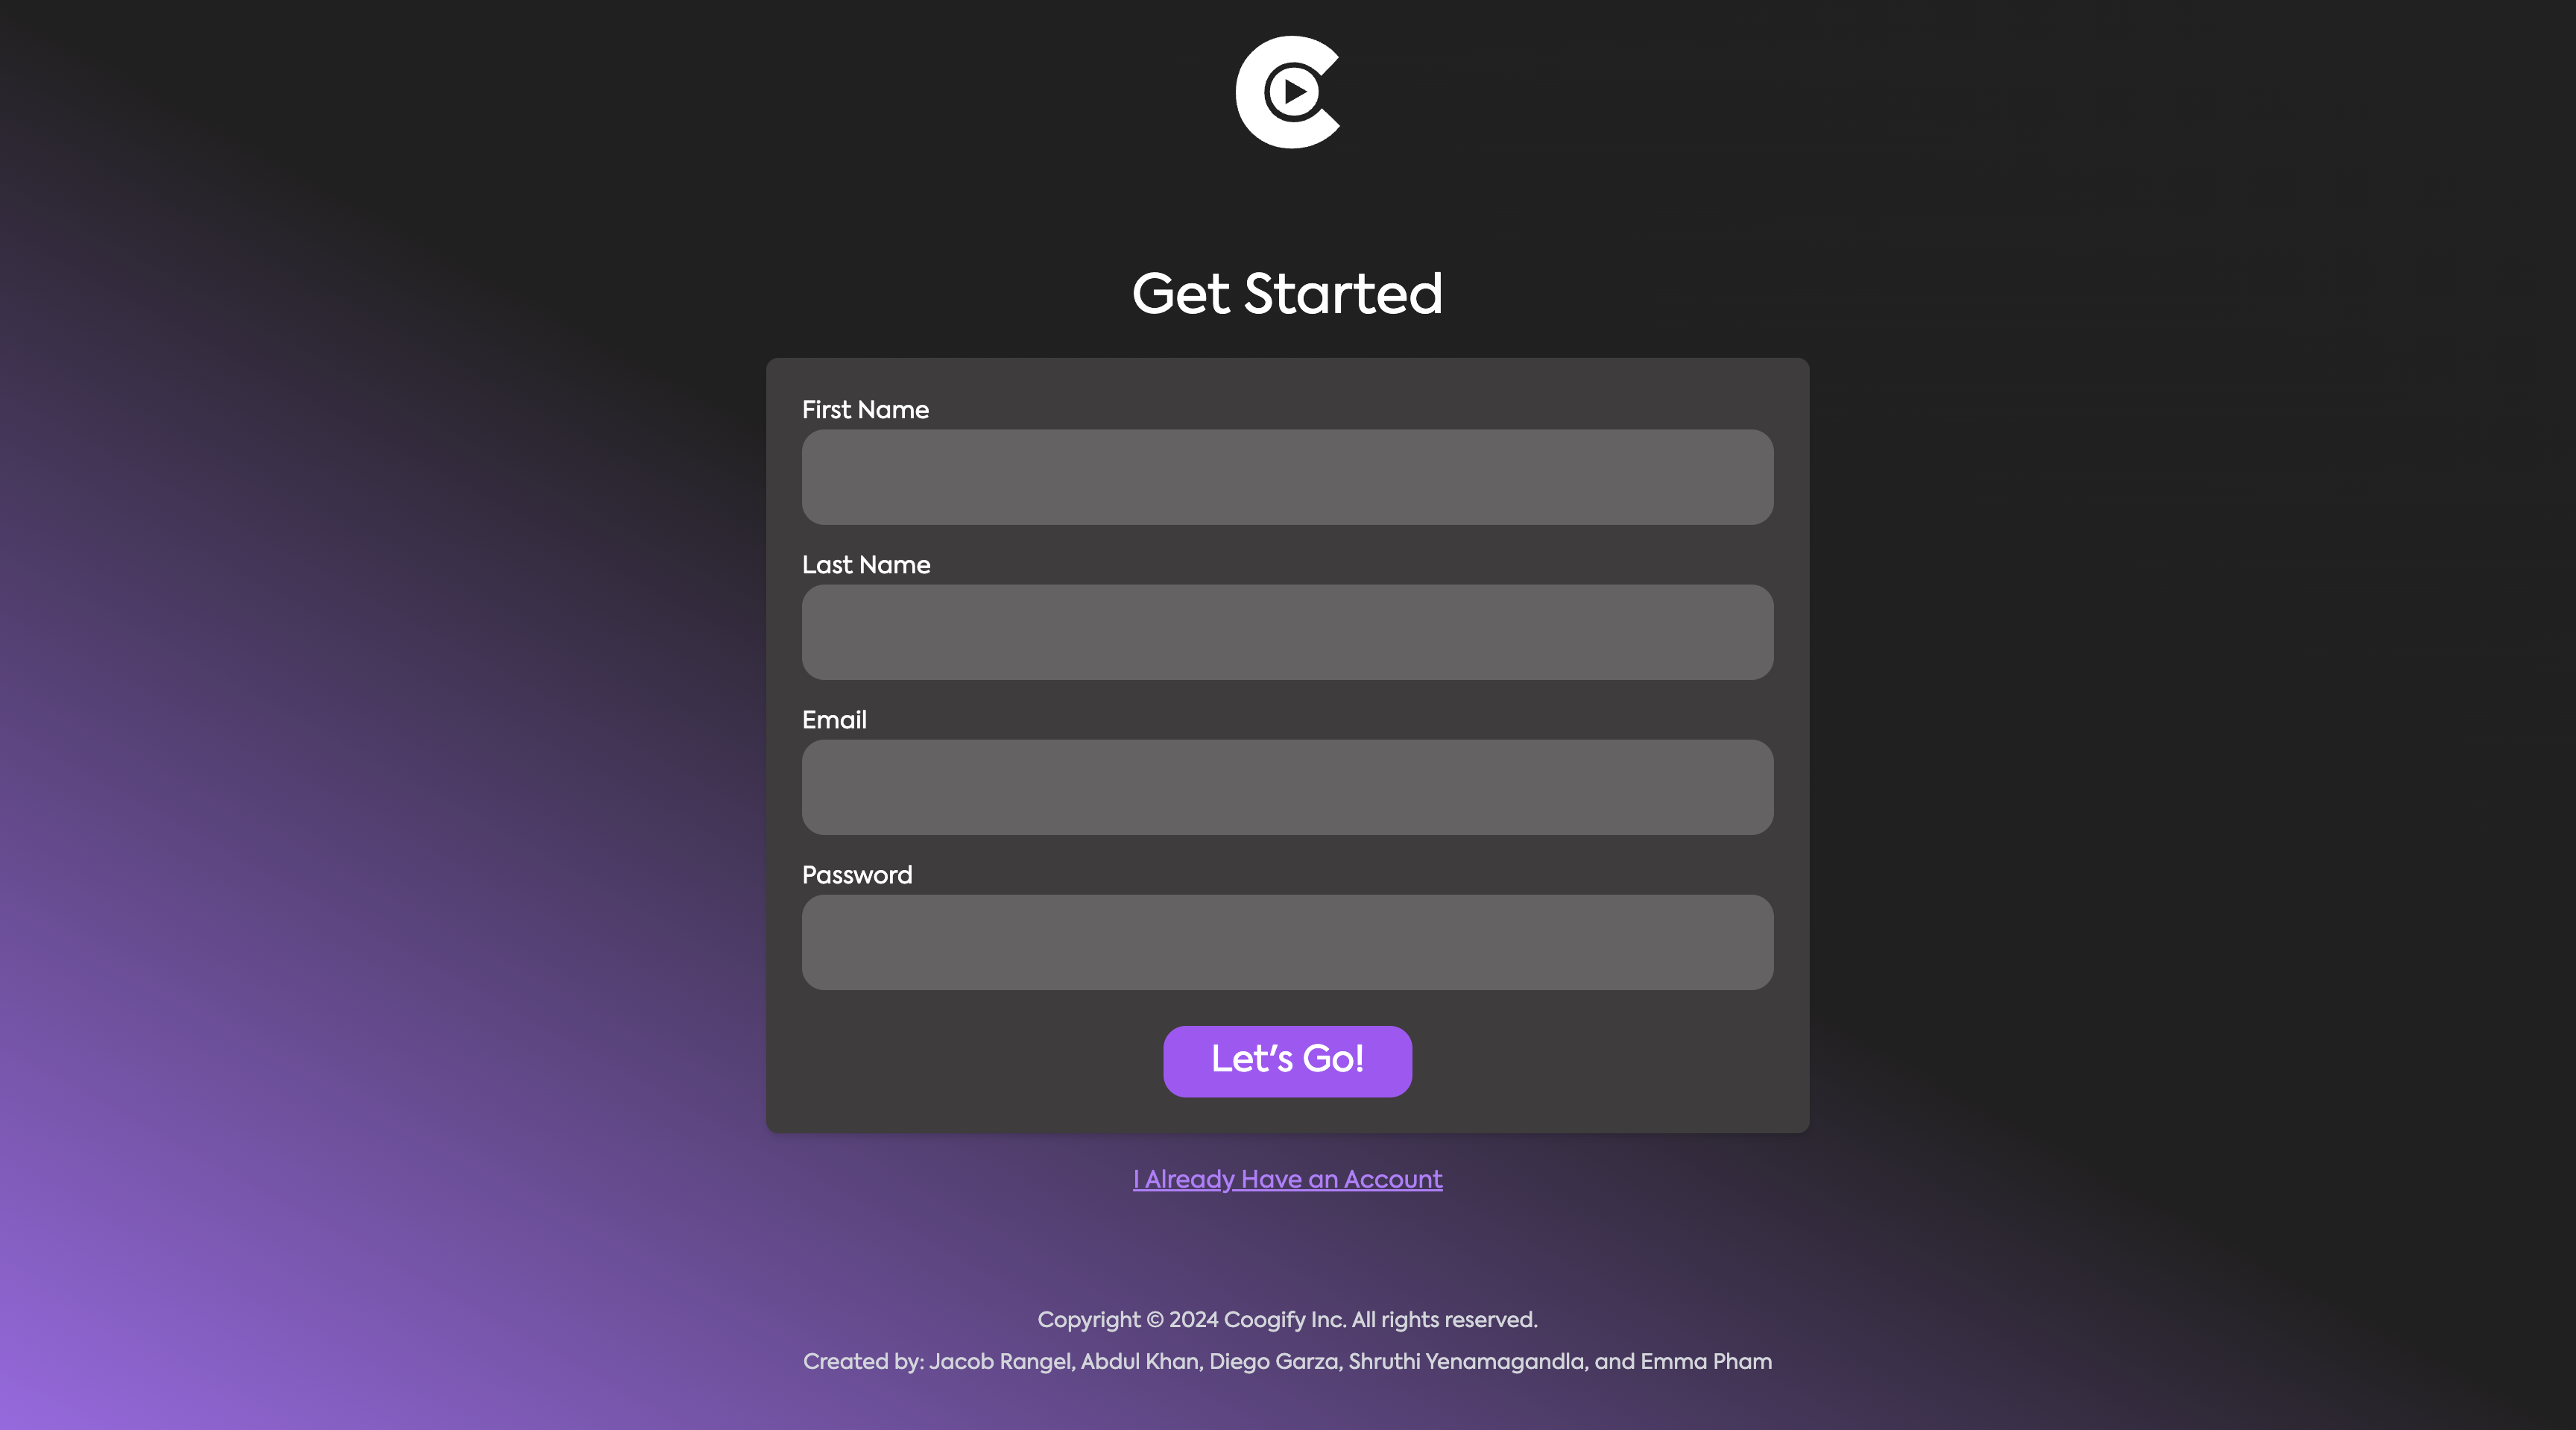 Get Started
First Name
Last Name
Email
Password
Let's Go!
I Already Have an Account
Copyright © 2024 Coogify Inc. All rights reserved.
Created by: Jacob Rangel, Abdul Khan, Diego Garza, Shruthi Yenamagandla, and Emma Pham